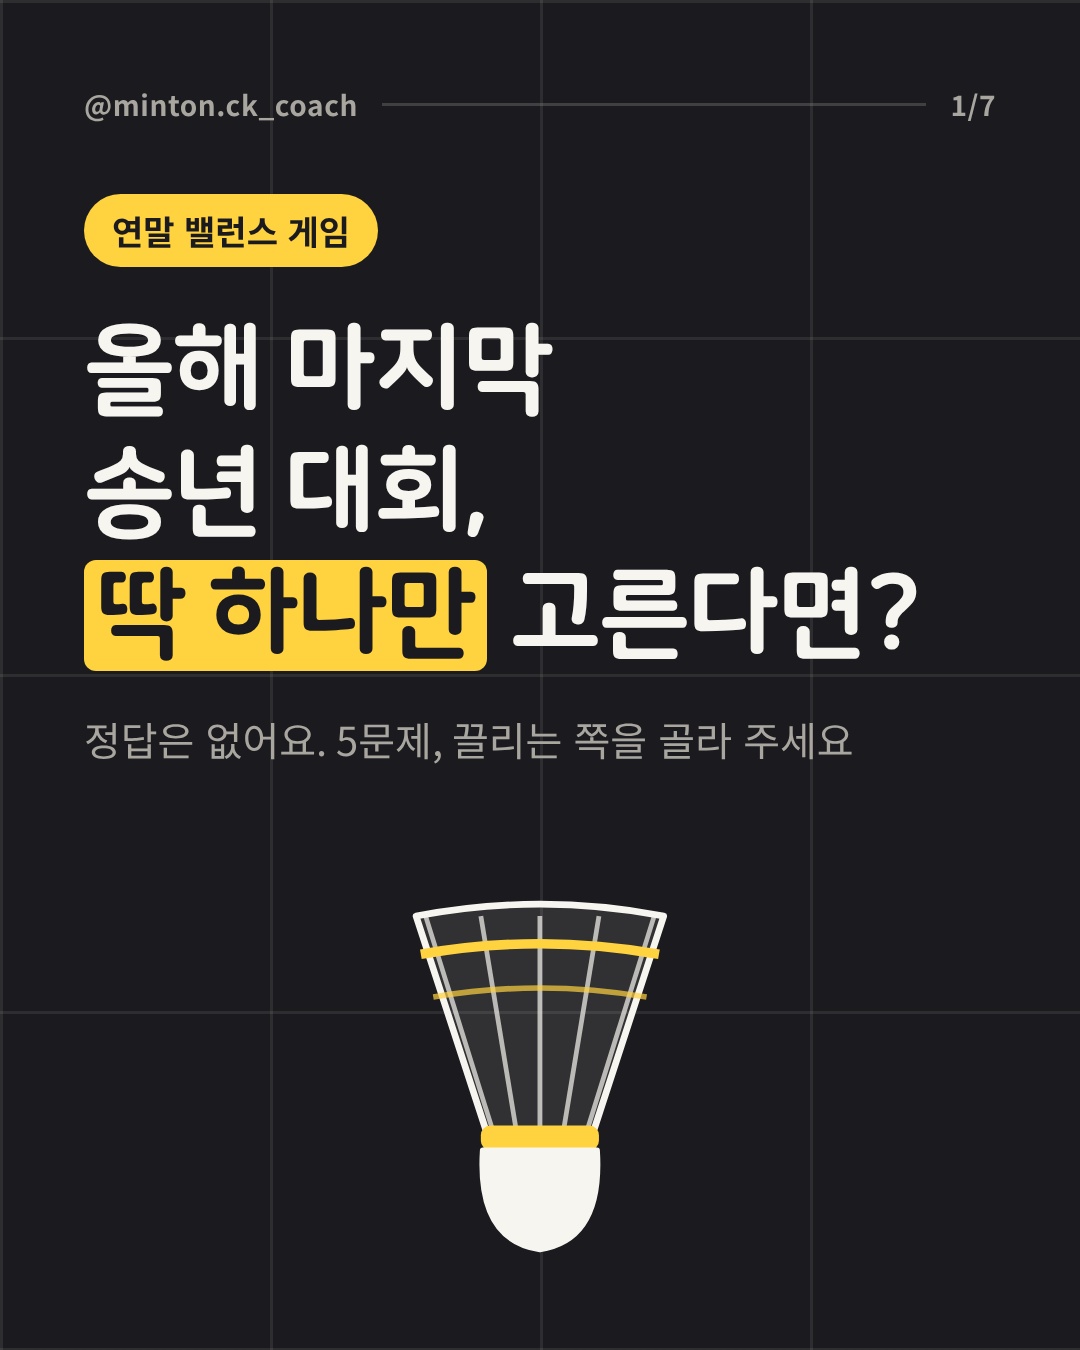 @minton.ck_coach
1/7
연말 밸런스 게임
올해 마지막
송년 대회,
딱 하나만 고른다면?
정답은 없어요. 5문제, 끌리는 쪽을 골라 주세요